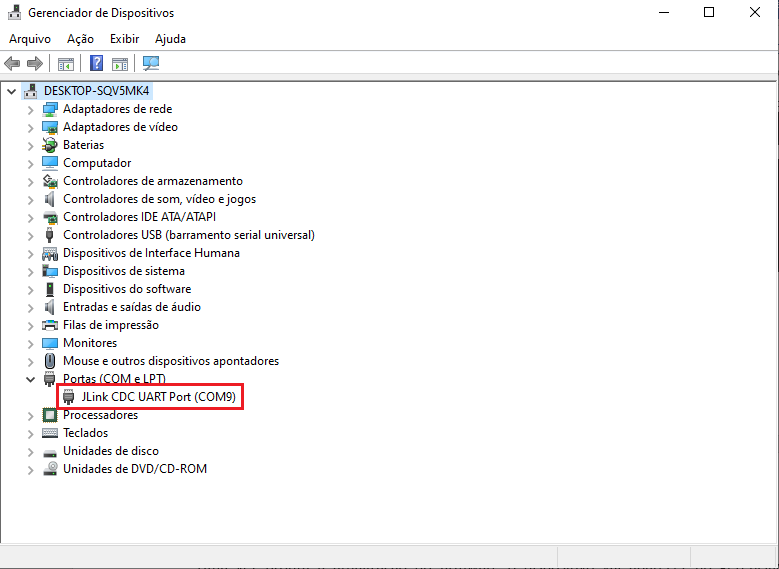 Gerenciador de Dispositivos
Arquivo Ação Exibir Ajuda
DESKTOP-SQV5MK4
Adaptadores de rede
Adaptadores de vídeo
Baterias
Computador
Controladores de armazenamento
Controladores de som, vídeo e jogos
Controladores IDE ATA/ATAPI
Controladores USB (barramento serial universal)
Dispositivos de Interface Humana
Dispositivos de sistema
Dispositivos do software
Entradas e saídas de áudio
Filas de impressão
Monitores
Mouse e outros dispositivos apontadores
Portas (COM e LPT)
JLink CDC UART Port (COM9)
Processadores
Teclados
Unidades de disco
Unidades de DVD/CD-ROM